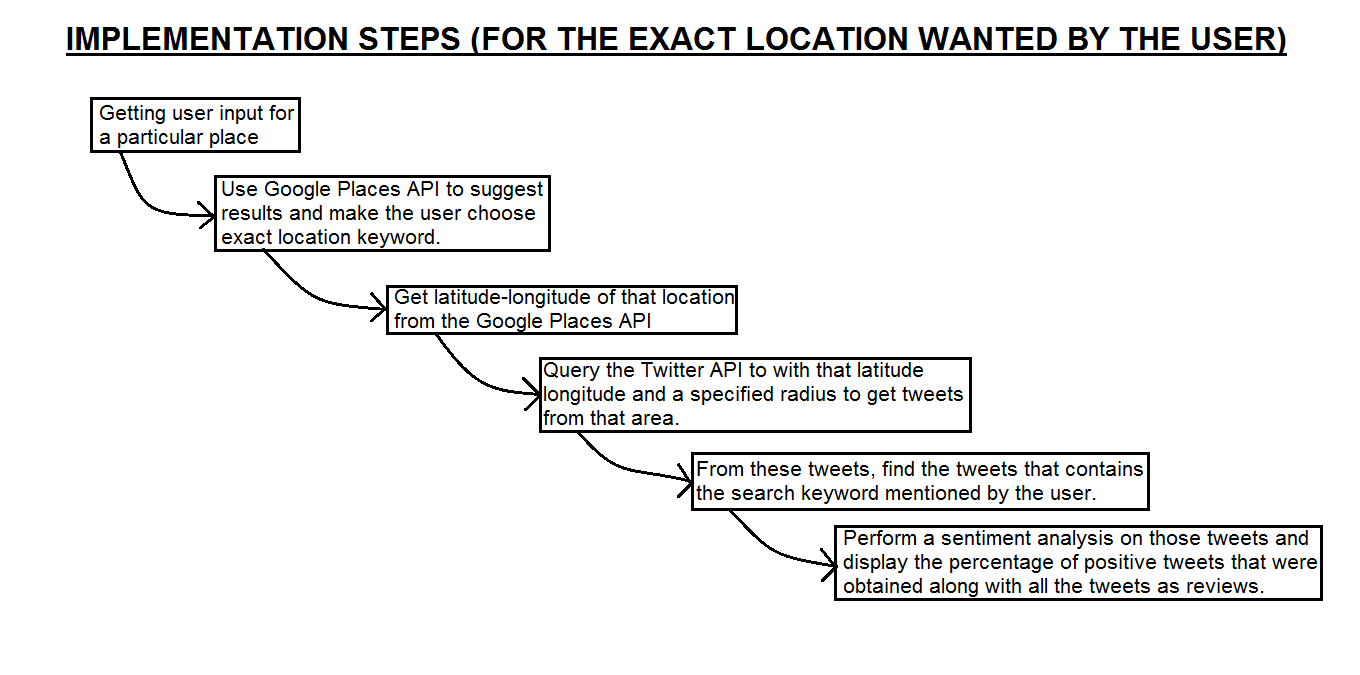 IMPLEMENTATION STEPS (FOR THE EXACT LOCATION WANTED BY THE USER)
Getting user input for
a particular place
Use Google Places API to suggest
results and make the user choose
exact location keyword.
Get latitude-longitude of that location
from the Google Places API
Query the Twitter API to with that latitude
longitude and a specified radius to get tweets
from that area.
From these tweets, find the tweets that contains
the search keyword mentioned by the user.
Perform a sentiment analysis on those tweets and
display the percentage of positive tweets that were
obtained along with all the tweets as reviews.